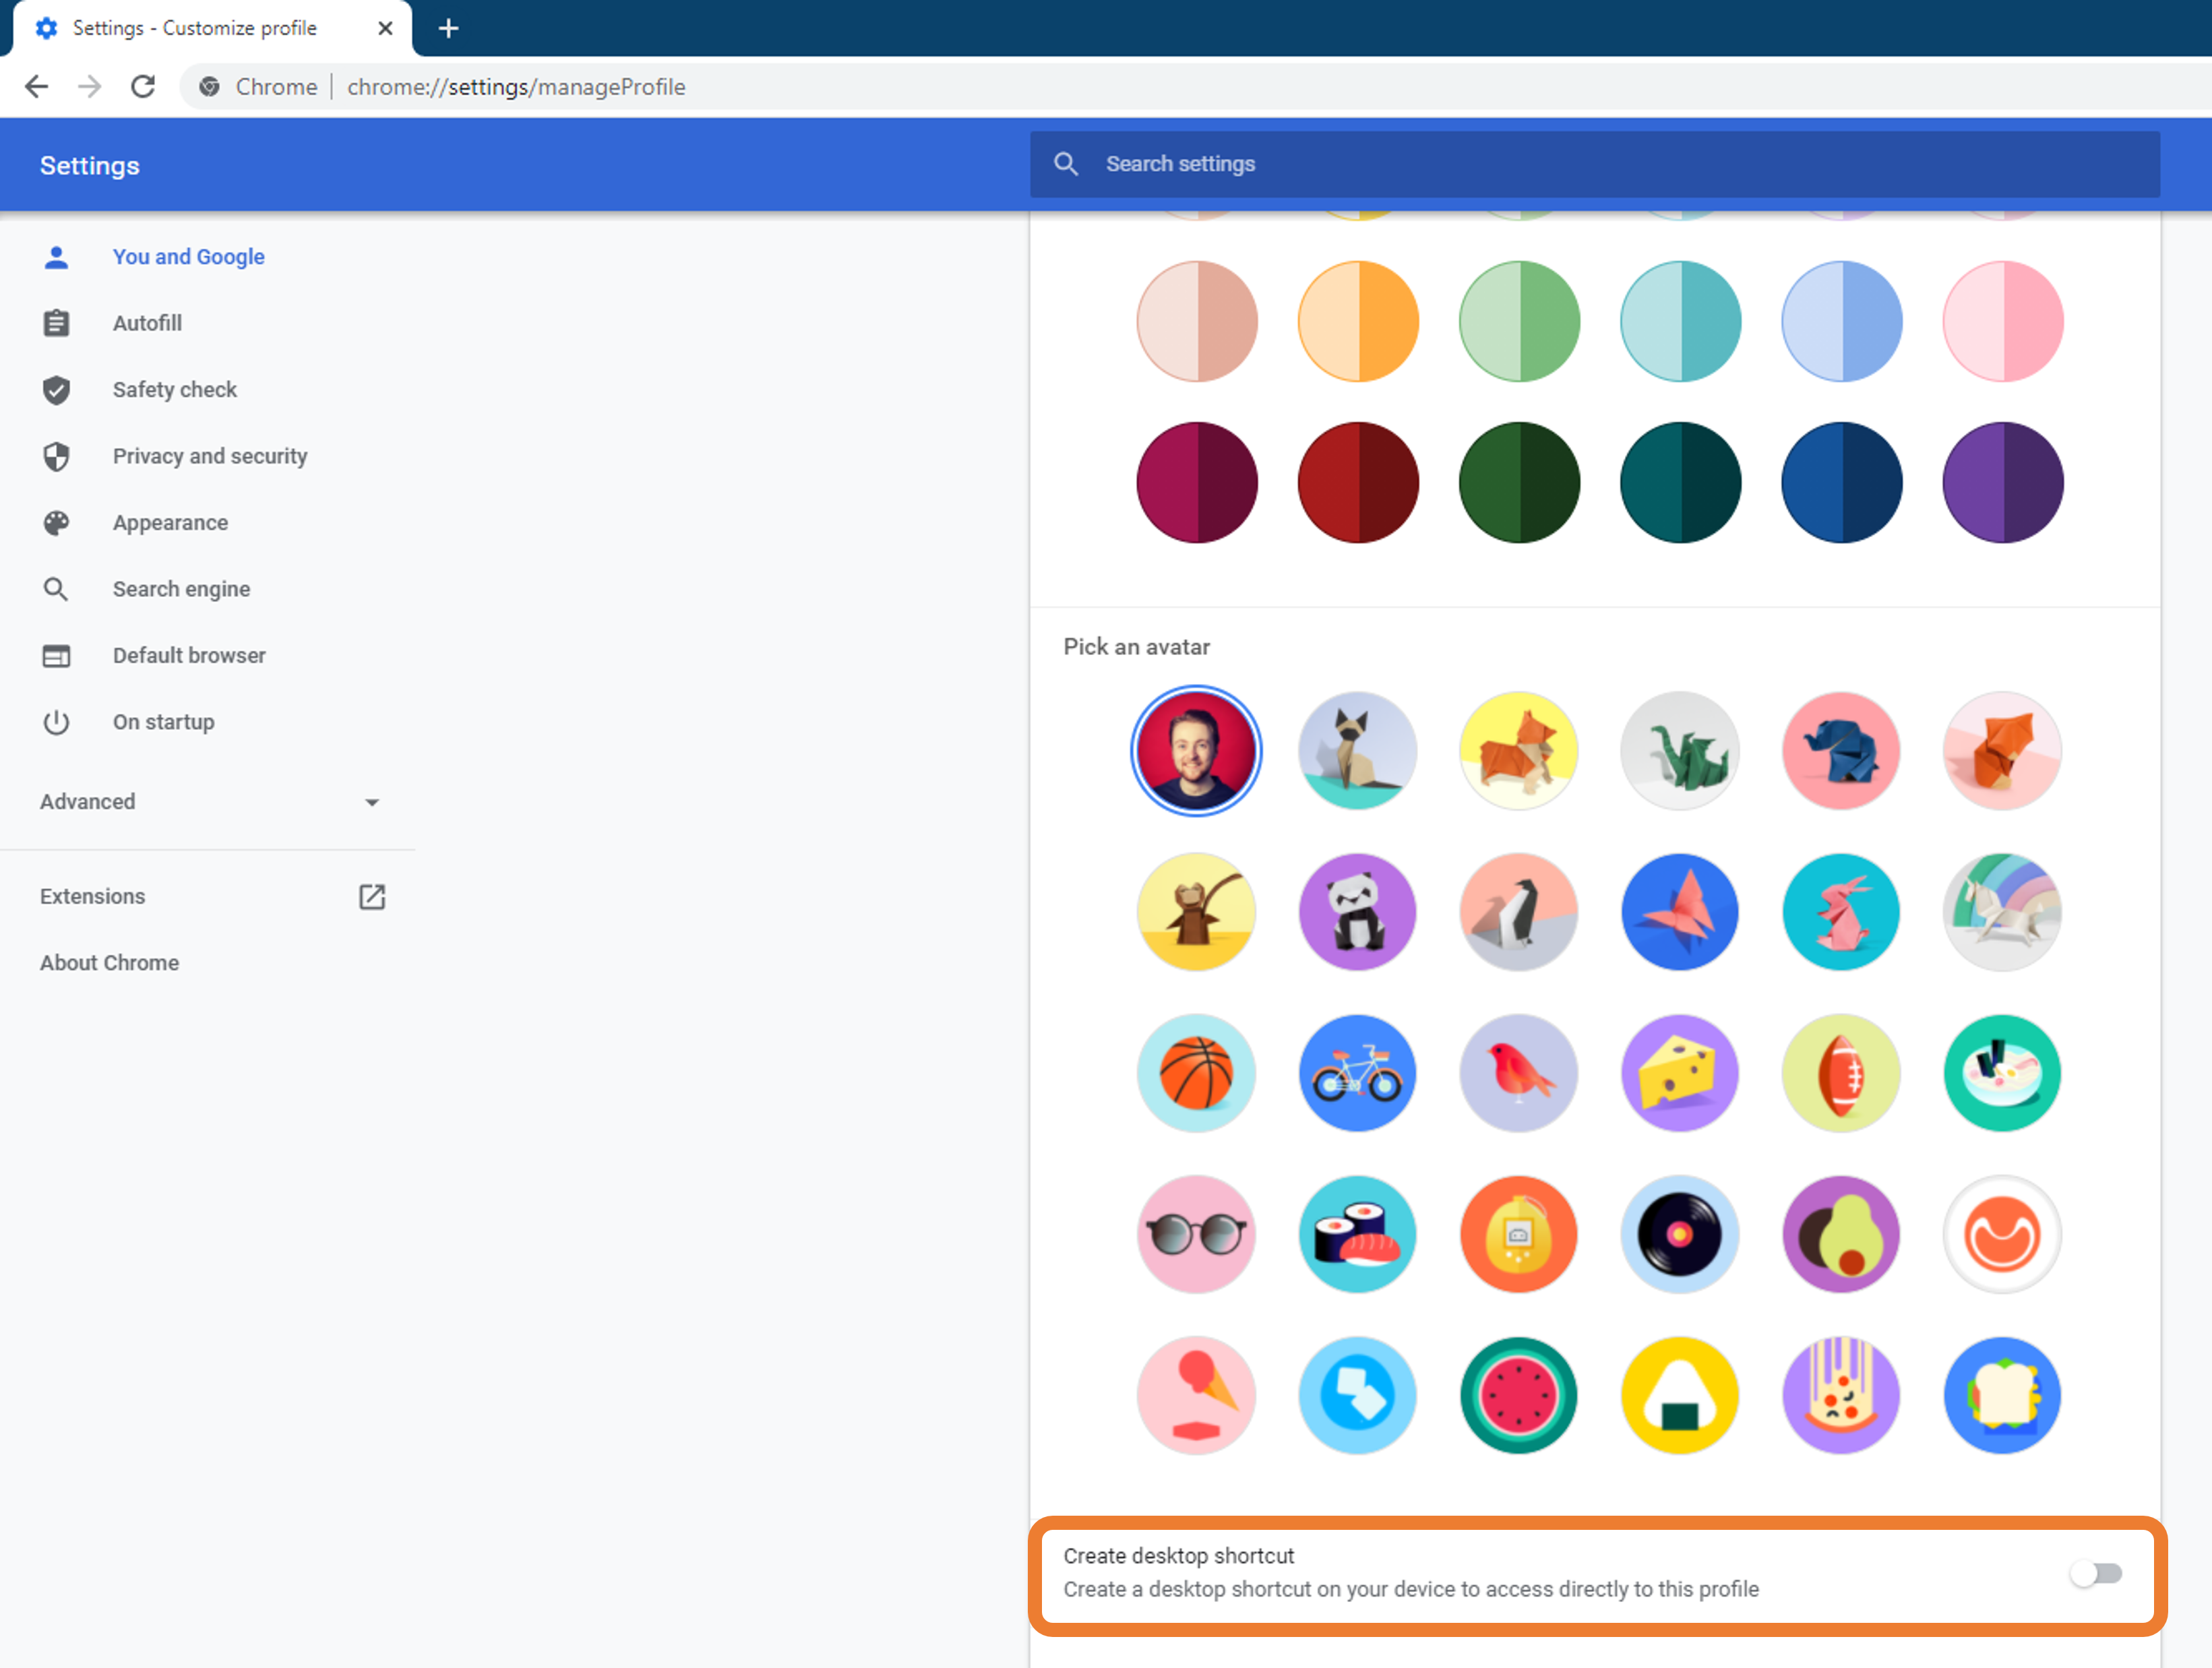 Settings - Customize profile
Chrome
chrome://settings/manageProfile
Settings
Search settings
You and Google
Autofill
Safety check
Privacy and security
Appearance
Search engine
Default browser
On startup
Advanced
Extensions
About Chrome
Pick an avatar
Create desktop shortcut
Create a desktop shortcut on your device to access directly to this profile